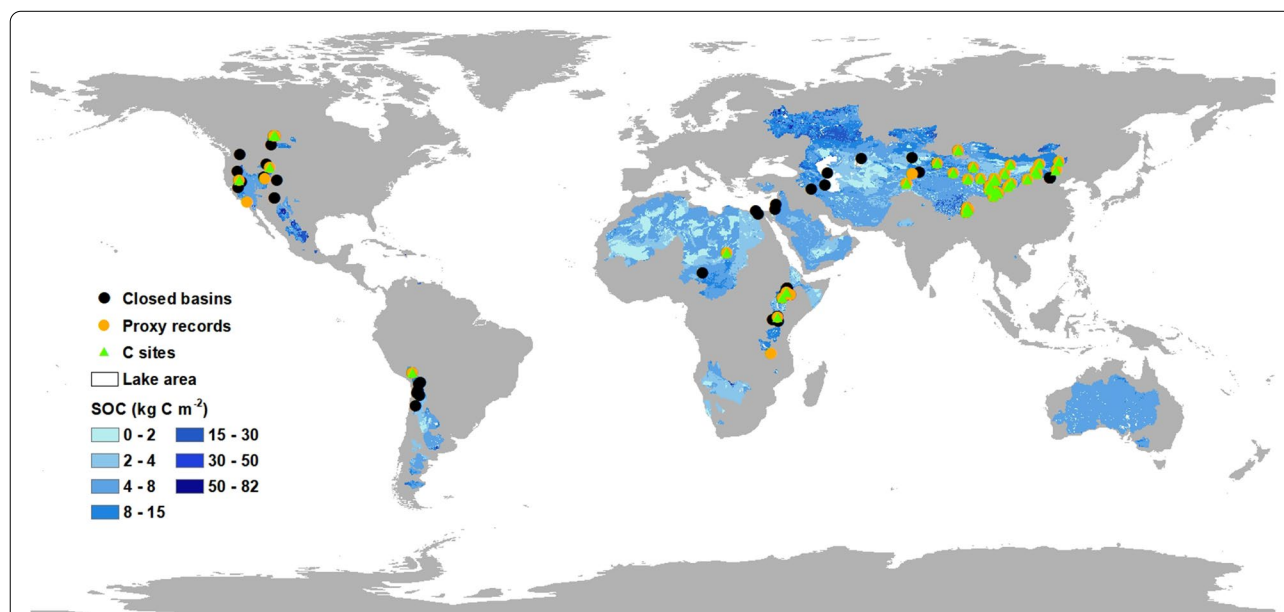 Closed basins
Proxy records
C sites
Lake area
SOC (kg C m⁻²)
0 - 2
15 - 30
2 - 4
30 - 50
4 - 8
50 - 82
8 - 15